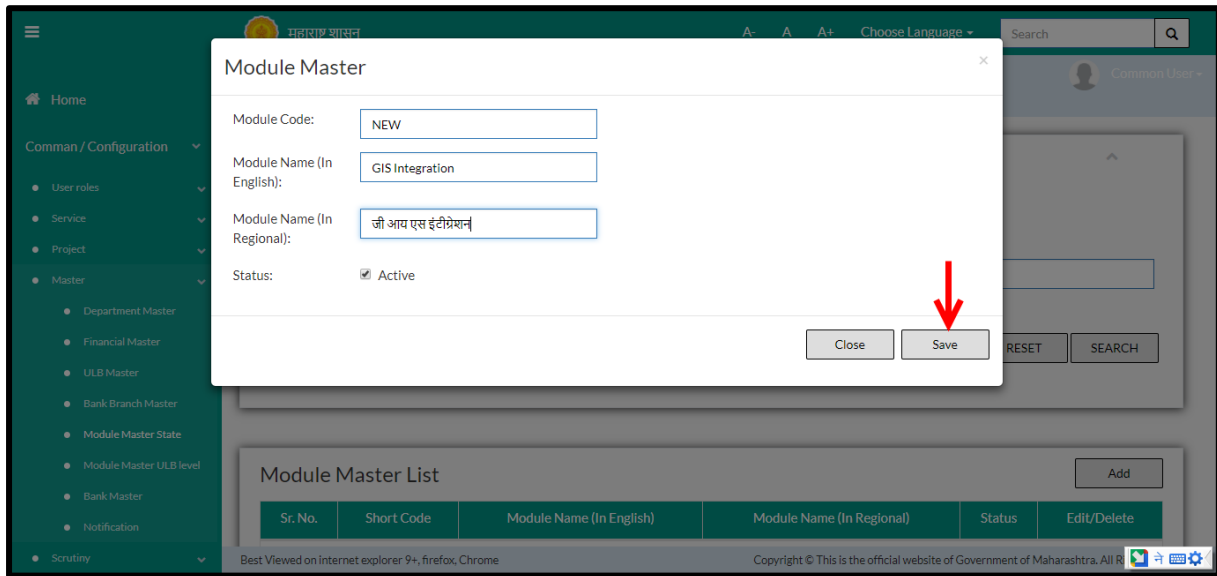 महाराष्ट्र शासन
A- A A+ Choose Language
Search
Module Master
×
Common User
Home
Module Code:
NEW
Comman / Configuration
Module Name (In English):
GIS Integration
User roles
Service
Module Name (In Regional):
जी आय एस इंटीग्रेशन
Project
Master
Status:
Active
Department Master
Financial Master
Close
Save
RESET
SEARCH
ULB Master
Bank Branch Master
Module Master State
Module Master ULB level
Module Master List
Add
Bank Master
Notification
Sr. No. Short Code Module Name (In English) Module Name (In Regional) Status Edit/Delete
Scrutiny
Best Viewed on internet explorer 9+, firefox, Chrome
Copyright © This is the official website of Government of Maharashtra. All
ने